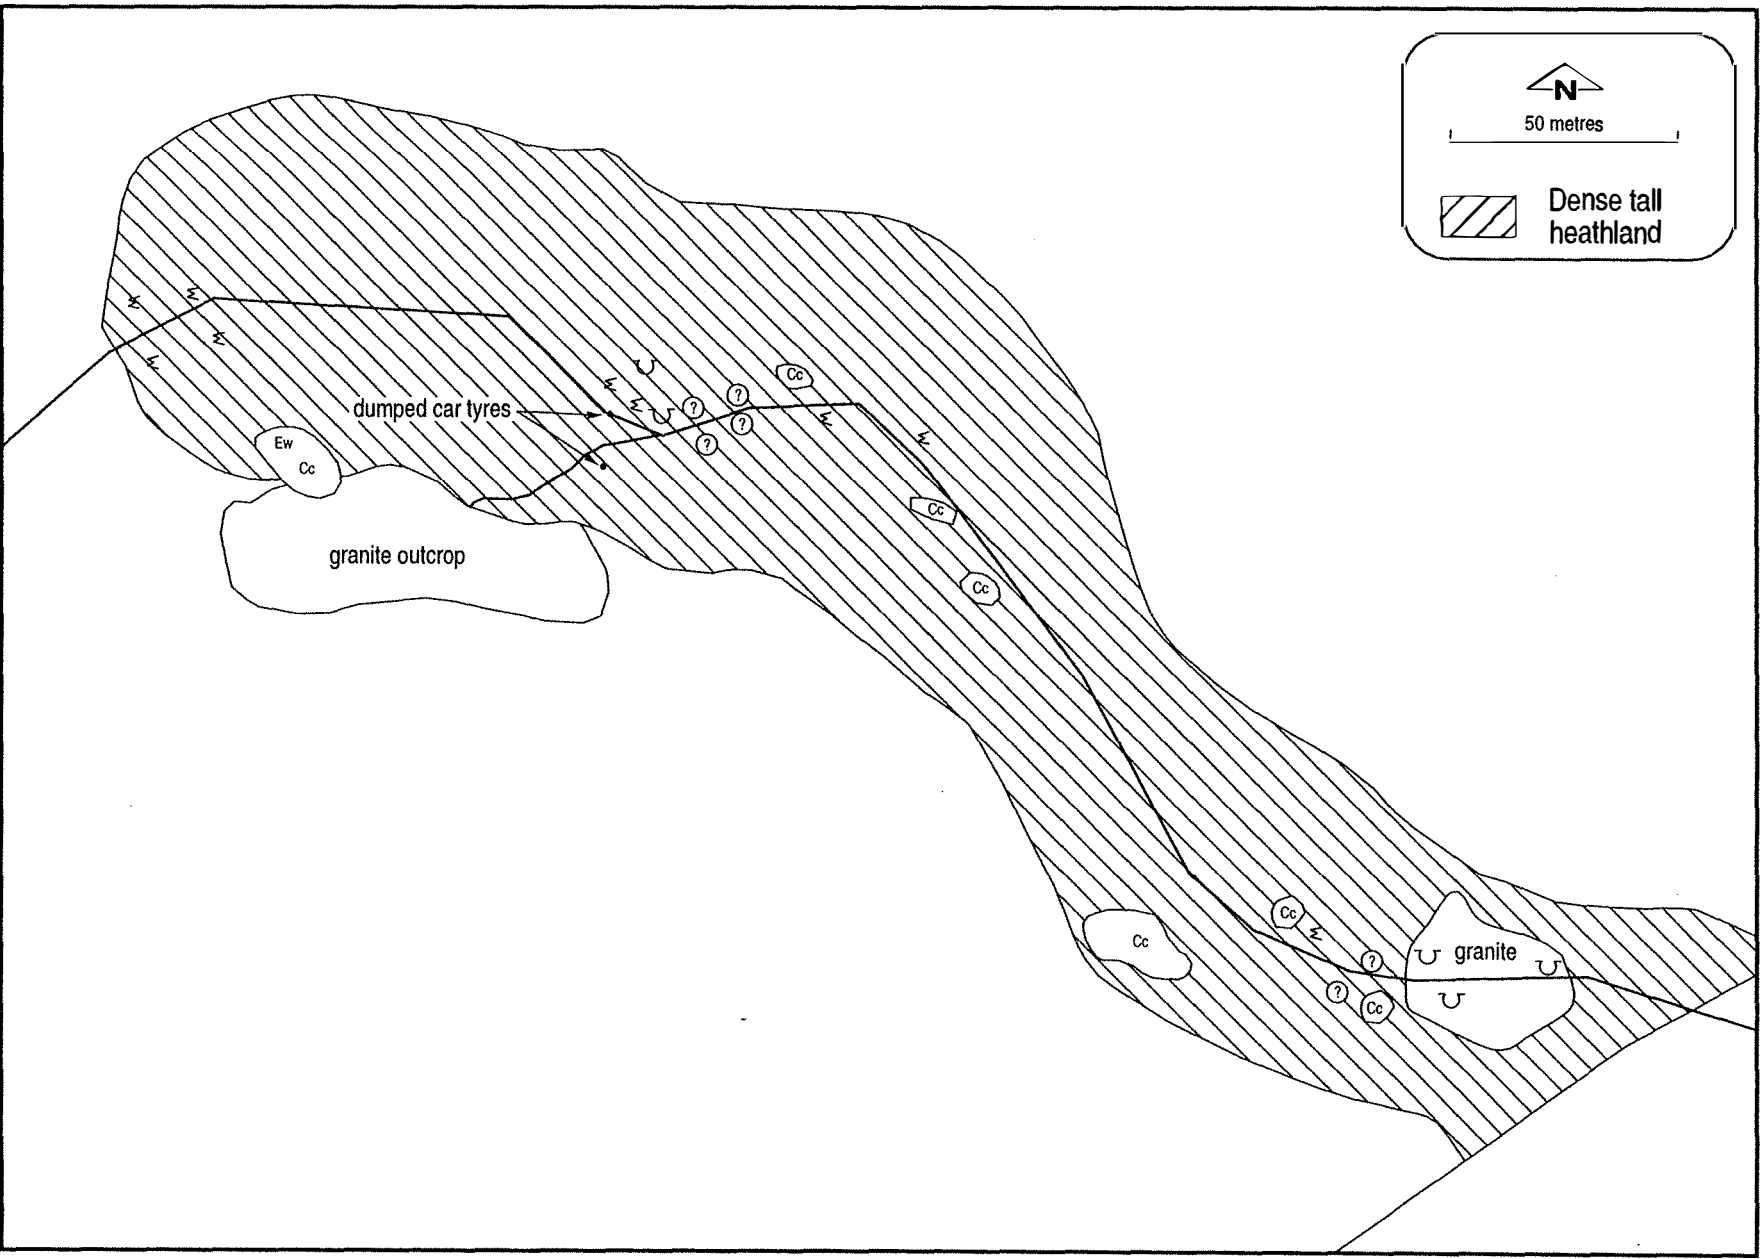 N
50 metres
Dense tall
heathland
Cc
?
?
dumped car tyres
?
?
Ew
Cc
Cc
granite outcrop
Cc
Cc
Cc
granite
?
?
Cc